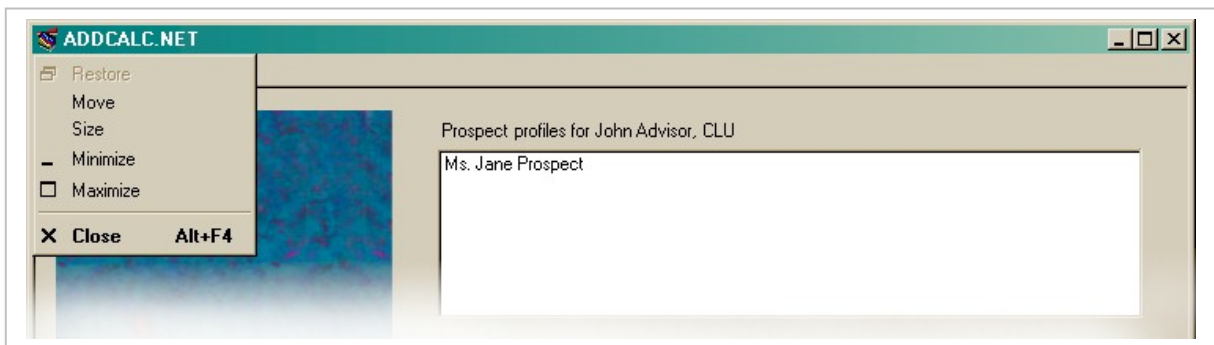 ADDCALC.NET
Restore
Move
Size
Minimize
Maximize
Close Alt+F4
Prospect profiles for John Advisor, CLU
Ms. Jane Prospect